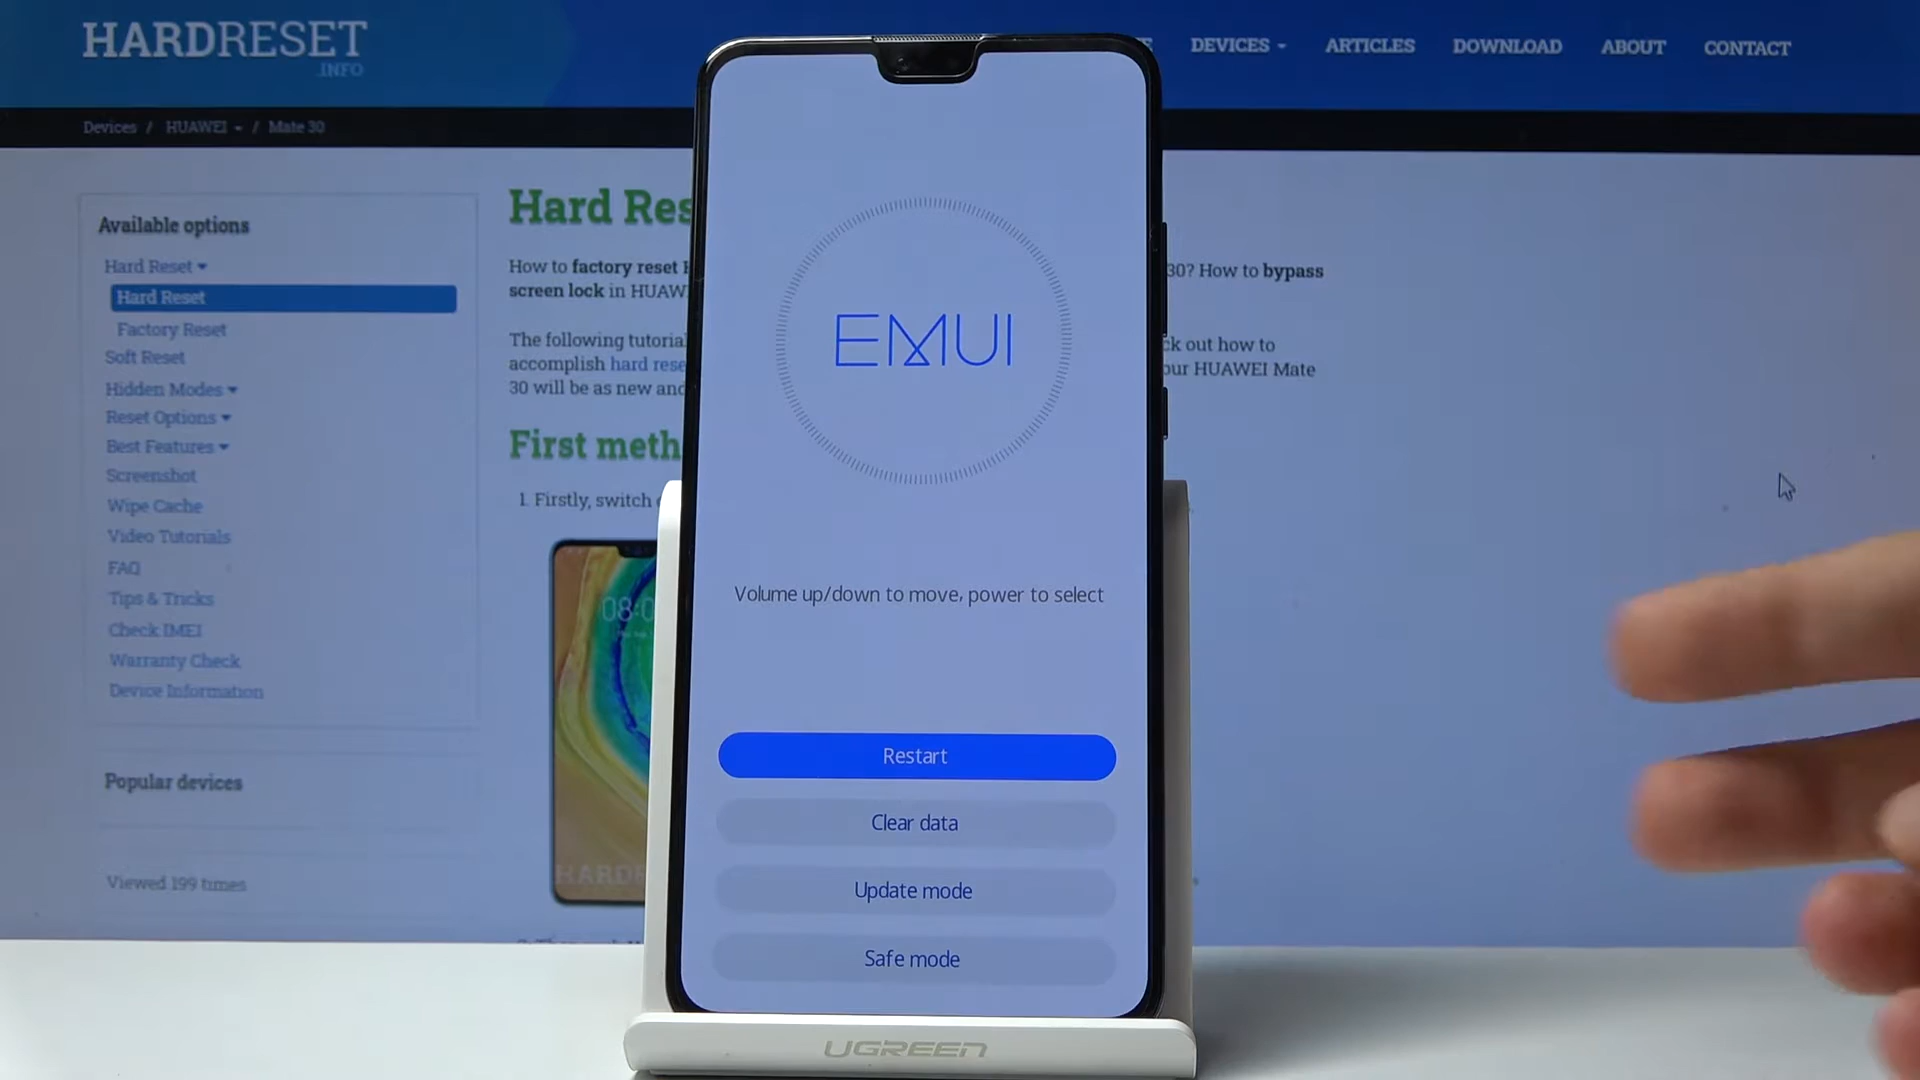 HARDRESET
.INFO
DEVICES
ARTICLES
DOWNLOAD
ABOUT
CONTACT
Devices / HUAWEI / Mate 30
Available options
Hard Reset
Hard Reset
Factory Reset
Soft Reset
Hidden Modes
Reset Options
Best Features
Screenshot
Wipe Cache
Video Tutorials
FAQ
Tips & Tricks
Check IMEI
Warranty Check
Device Information
Popular devices
Viewed 199 times
Hard Res
How to factory reset
30? How to bypass
screen lock in HUAW
The following tutorial
ck out how to
accomplish hard rese
our HUAWEI Mate
30 will be as new and
First meth
1. Firstly, switch
08:0
HARD
EMUI
Volume up/down to move, power to select
Restart
Clear data
Update mode
Safe mode
UGREEN